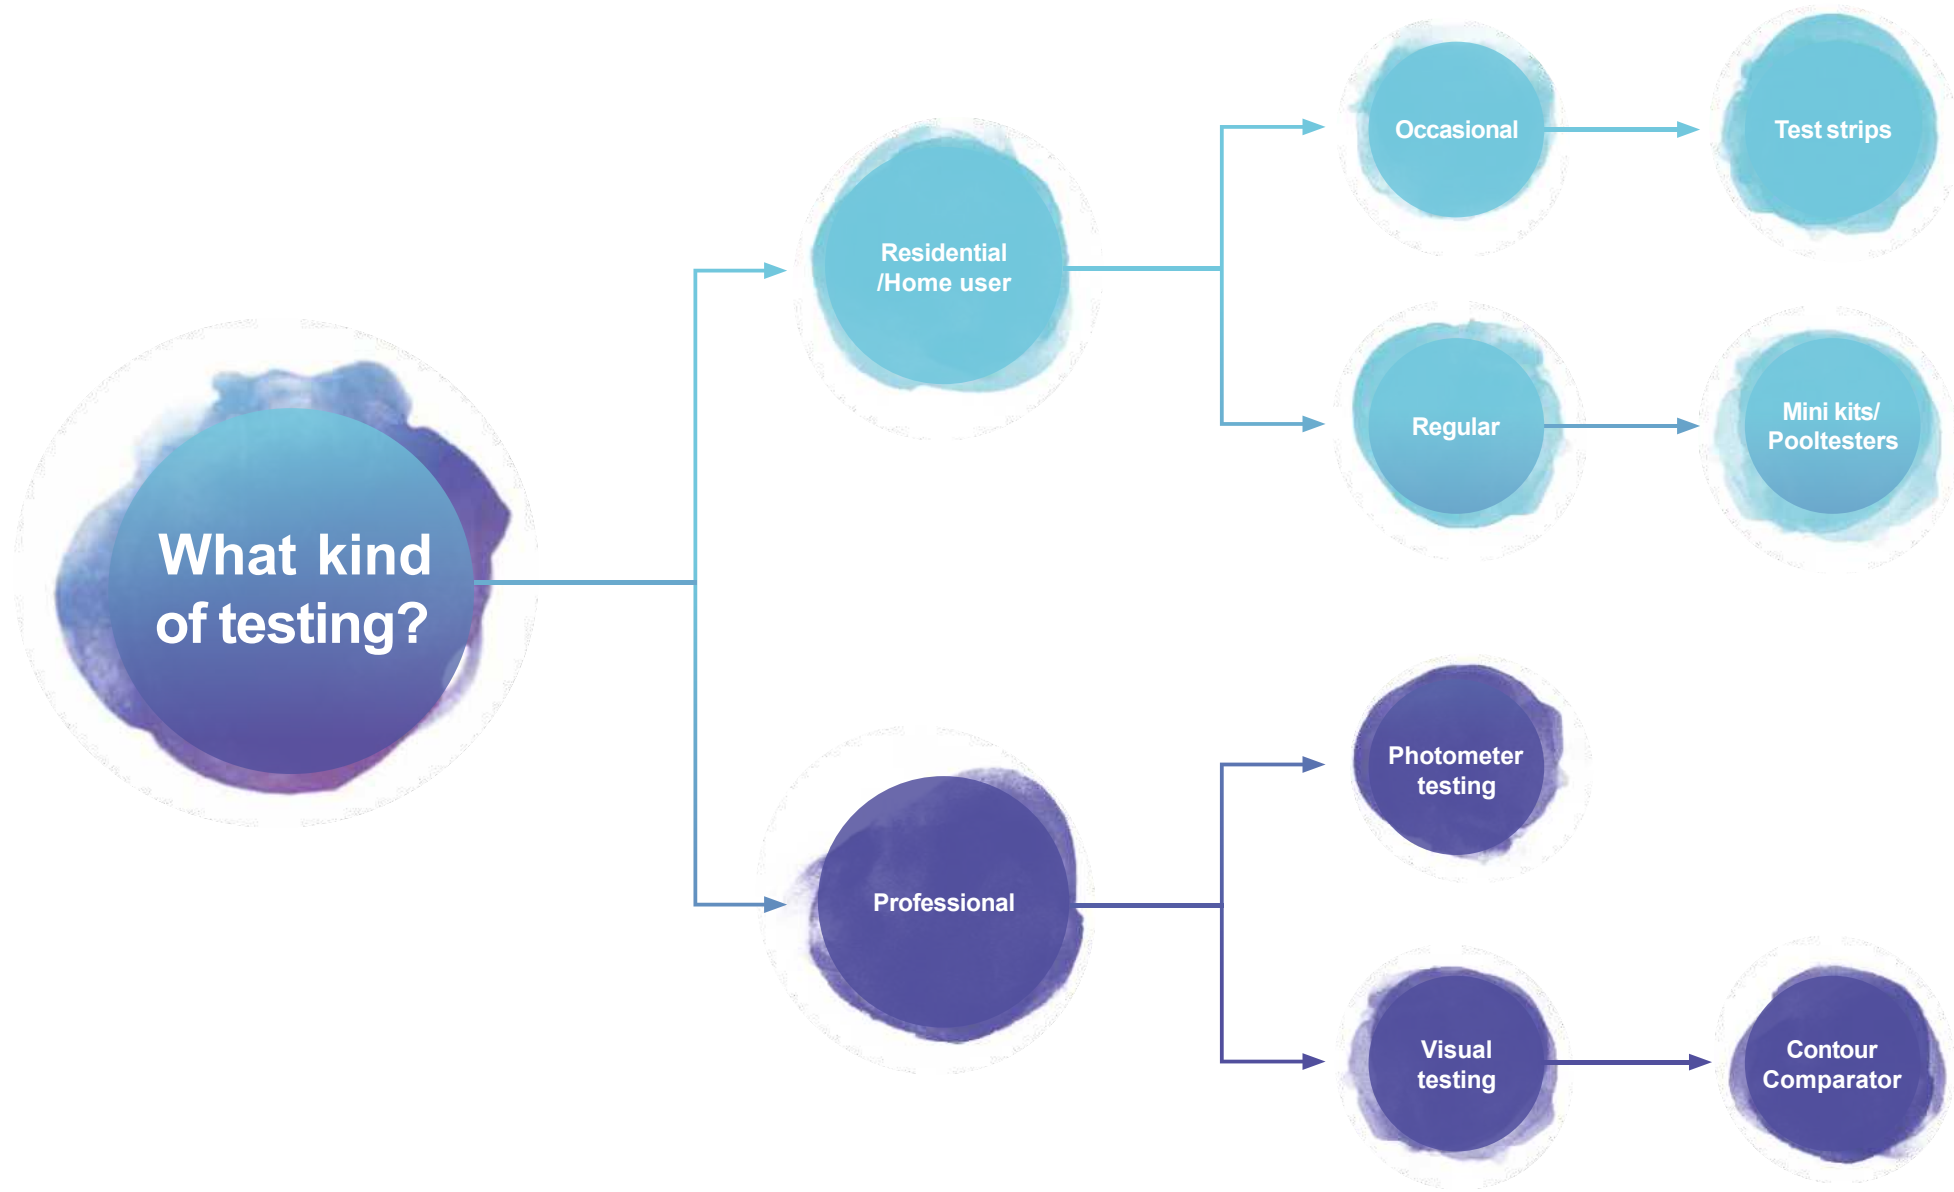 What kind
of testing?
Residential
/Home user
Occasional
Test strips
Regular
Mini kits/
Pooltesters
Professional
Photometer
testing
Visual
testing
Contour
Comparator